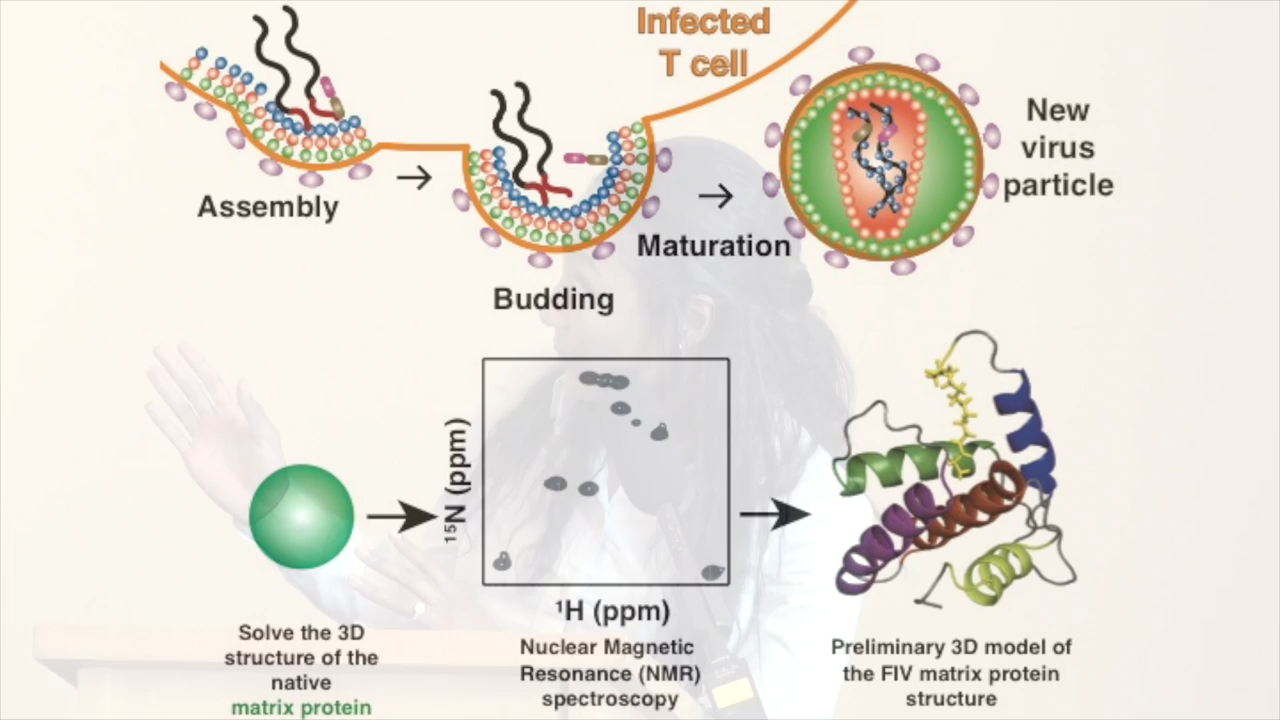 Infected
T cell
New
virus
particle
Assembly
Maturation
Budding
¹⁵N (ppm)
¹H (ppm)
Solve the 3D
structure of the
native
matrix protein
Nuclear Magnetic
Resonance (NMR)
spectroscopy
Preliminary 3D model of
the FIV matrix protein
structure